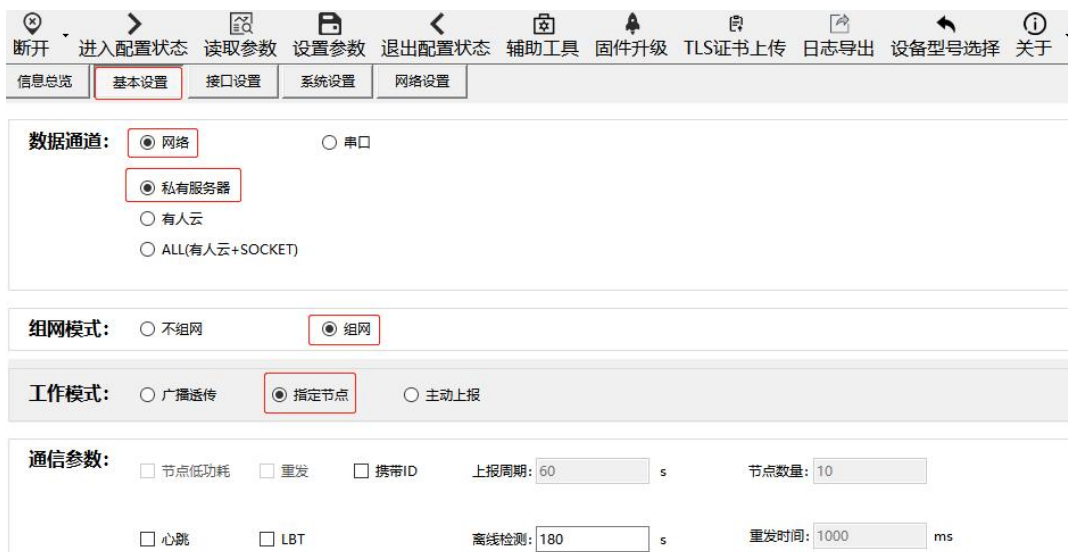 断开 进入配置状态 读取参数 设置参数 退出配置状态 辅助工具 固件升级 TLS证书上传 日志导出 设备型号选择 关于
信息总览 基本设置 接口设置 系统设置 网络设置
数据通道: 网络 串口
私有服务器
有人云
ALL(有人云+SOCKET)
组网模式: 不组网 组网
工作模式: 广播透传 指定节点 主动上报
通信参数: 节点低功耗 重发 携带ID 上报周期: 60 s 节点数量: 10
心跳 LBT 离线检测: 180 s 重发时间: 1000 ms